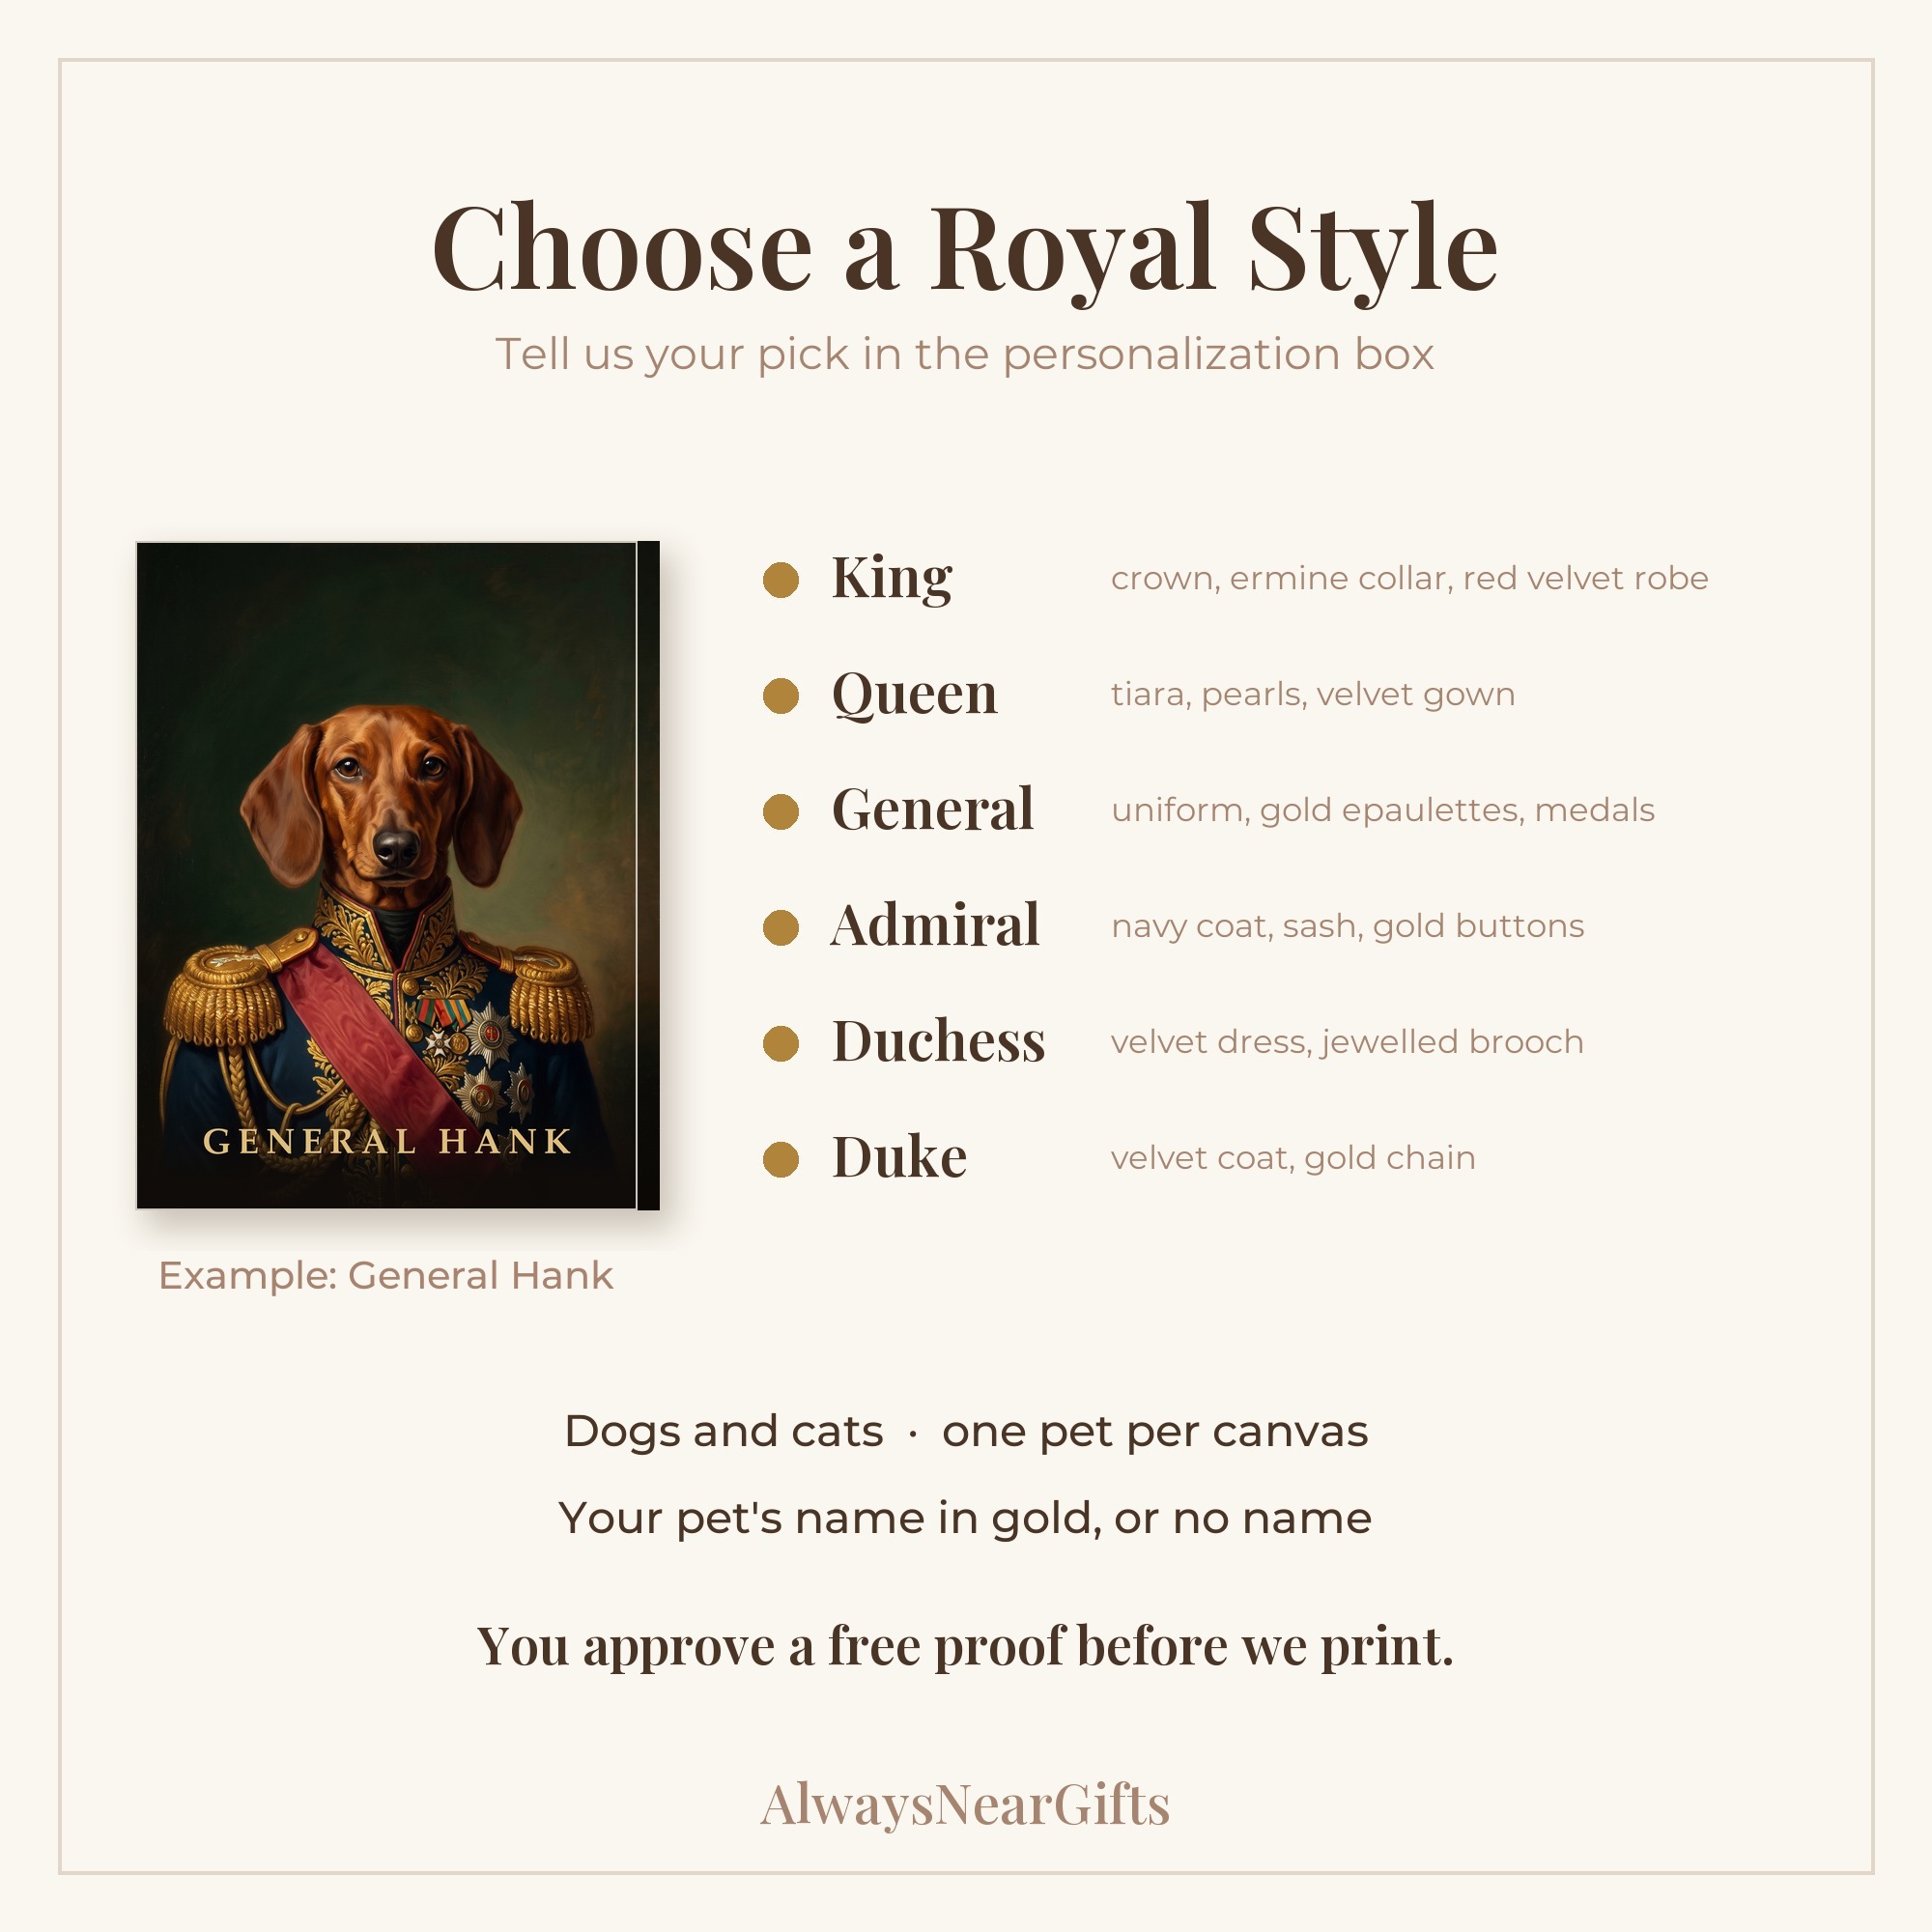 Choose a Royal Style
Tell us your pick in the personalization box
King crown, ermine collar, red velvet robe
Queen tiara, pearls, velvet gown
General uniform, gold epaulettes, medals
Admiral navy coat, sash, gold buttons
Duchess velvet dress, jewelled brooch
Duke velvet coat, gold chain
GENERAL HANK
Example: General Hank
Dogs and cats · one pet per canvas
Your pet's name in gold, or no name
You approve a free proof before we print.
AlwaysNearGifts